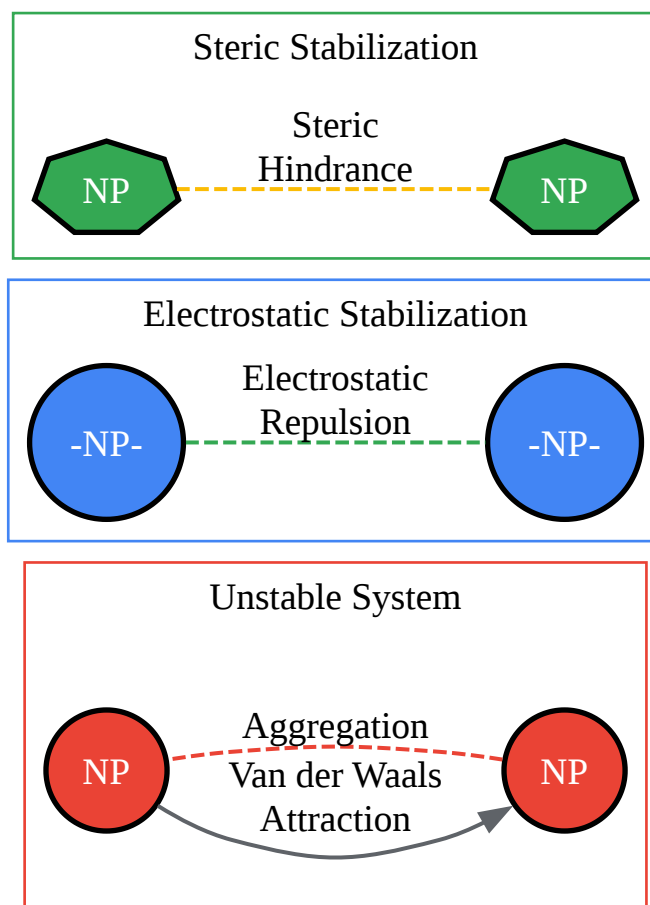 Steric Stabilization
Steric
Hindrance
NP
NP
Electrostatic Stabilization
Electrostatic
Repulsion
-NP-
-NP-
Unstable System
Aggregation
NP
NP
Van der Waals
Attraction